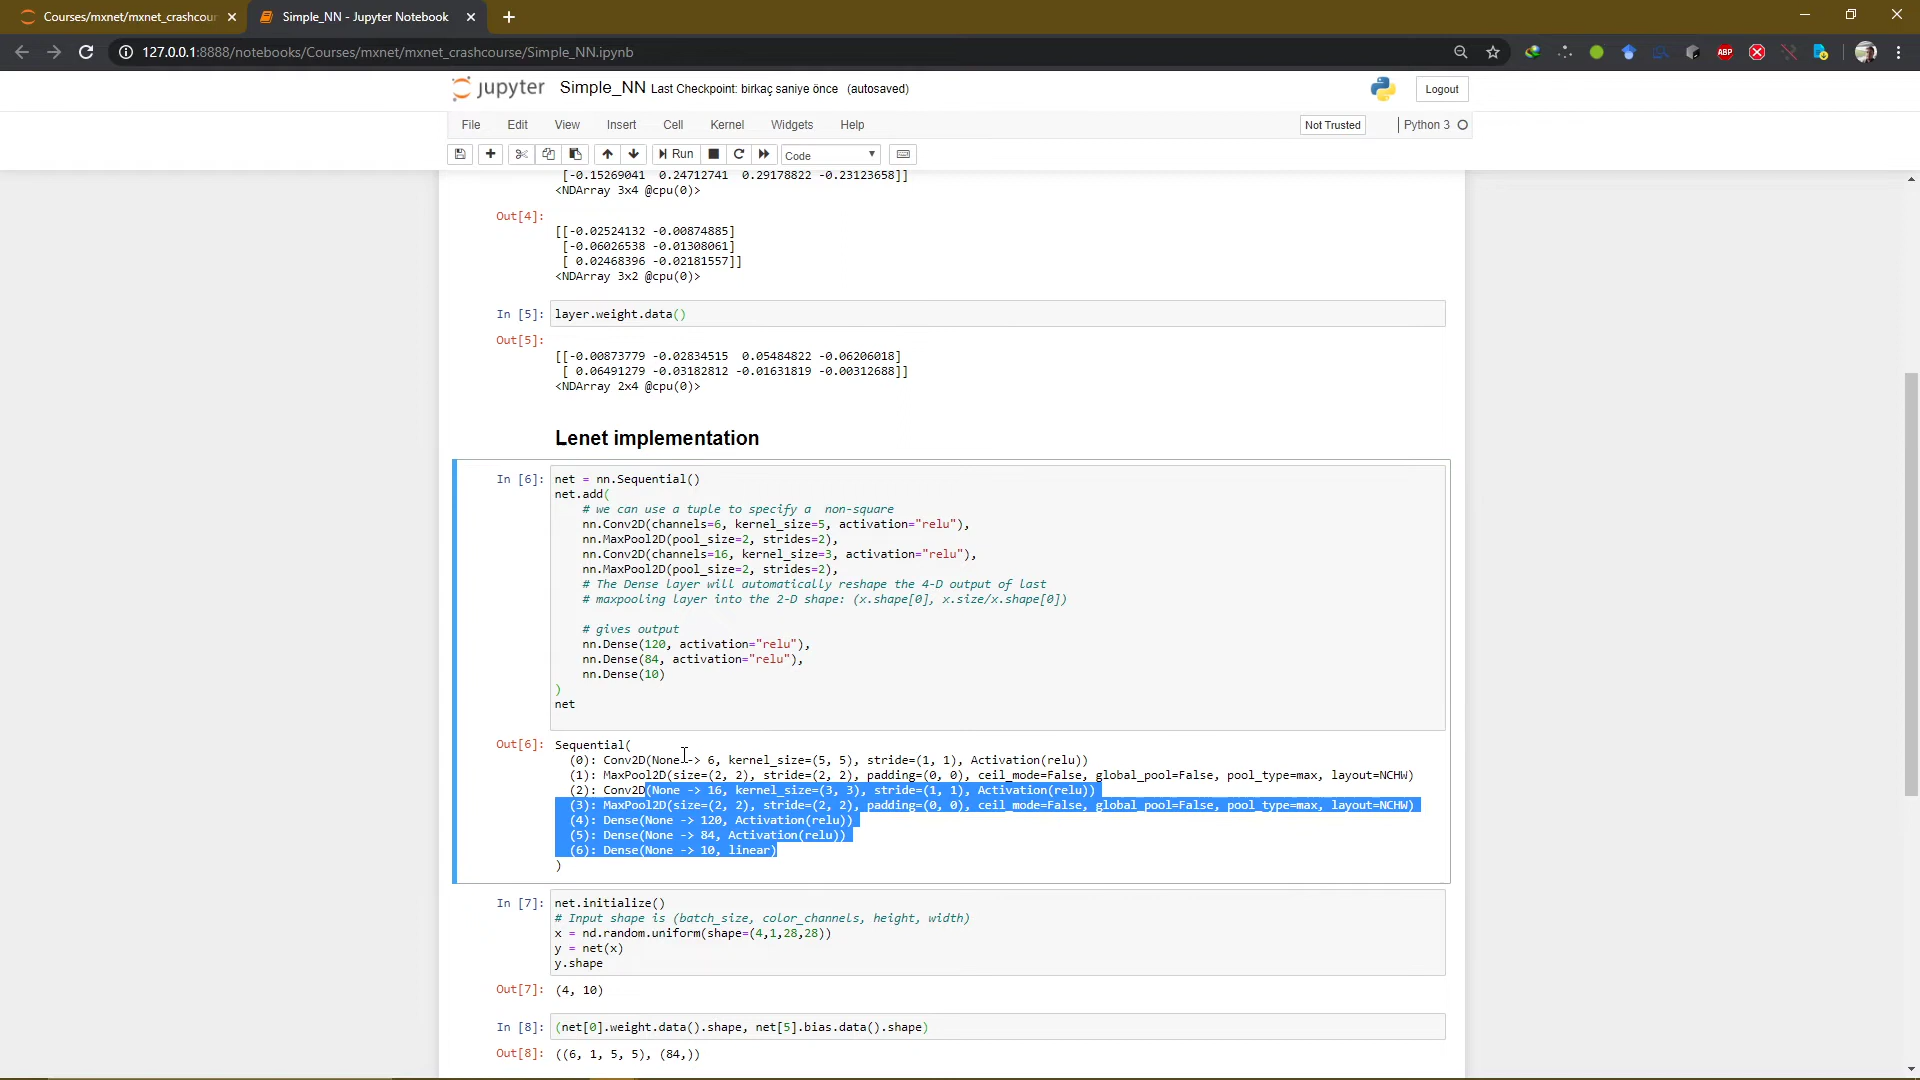 Courses/mxnet/mxnet_crashcour
Simple_NN - Jupyter Notebook
127.0.0.1:8888/notebooks/Courses/mxnet/mxnet_crashcourse/Simple_NN.ipynb
ABP
jupyter Simple_NN Last Checkpoint: birkaç saniye önce (autosaved)
Logout
File Edit View Insert Cell Kernel Widgets Help
Not Trusted
Python 3
Run
Code
[-0.15269041 0.24712741 0.29178822 -0.23123658]]
<NDArray 3x4 @cpu(0)>
Out[4]:
[[-0.02524132 -0.00874885]
[-0.06026538 -0.01308061]
[ 0.02468396 -0.02181557]]
<NDArray 3x2 @cpu(0)>
In [5]: layer.weight.data()
Out[5]:
[[-0.00873779 -0.02834515 0.05484822 -0.06206018]
[ 0.06491279 -0.03182812 -0.01631819 -0.00312688]]
<NDArray 2x4 @cpu(0)>
Lenet implementation
In [6]: net = nn.Sequential()
net.add(
# we can use a tuple to specify a  non-square
nn.Conv2D(channels=6, kernel_size=5, activation="relu"),
nn.MaxPool2D(pool_size=2, strides=2),
nn.Conv2D(channels=16, kernel_size=3, activation="relu"),
nn.MaxPool2D(pool_size=2, strides=2),
# The Dense layer will automatically reshape the 4-D output of last
# maxpooling layer into the 2-D shape: (x.shape[0], x.size/x.shape[0])
# gives output
nn.Dense(120, activation="relu"),
nn.Dense(84, activation="relu"),
nn.Dense(10)
)
net
Out[6]: Sequential(
(0): Conv2D(None -> 6, kernel_size=(5, 5), stride=(1, 1), Activation(relu))
(1): MaxPool2D(size=(2, 2), stride=(2, 2), padding=(0, 0), ceil_mode=False, global_pool=False, pool_type=max, layout=NCHW)
(2): Conv2D(None -> 16, kernel_size=(3, 3), stride=(1, 1), Activation(relu))
(3): MaxPool2D(size=(2, 2), stride=(2, 2), padding=(0, 0), ceil_mode=False, global_pool=False, pool_type=max, layout=NCHW)
(4): Dense(None -> 120, Activation(relu))
(5): Dense(None -> 84, Activation(relu))
(6): Dense(None -> 10, linear)
)
In [7]: net.initialize()
# Input shape is (batch_size, color_channels, height, width)
x = nd.random.uniform(shape=(4,1,28,28))
y = net(x)
y.shape
Out[7]: (4, 10)
In [8]: (net[0].weight.data().shape, net[5].bias.data().shape)
Out[8]: ((6, 1, 5, 5), (84,))